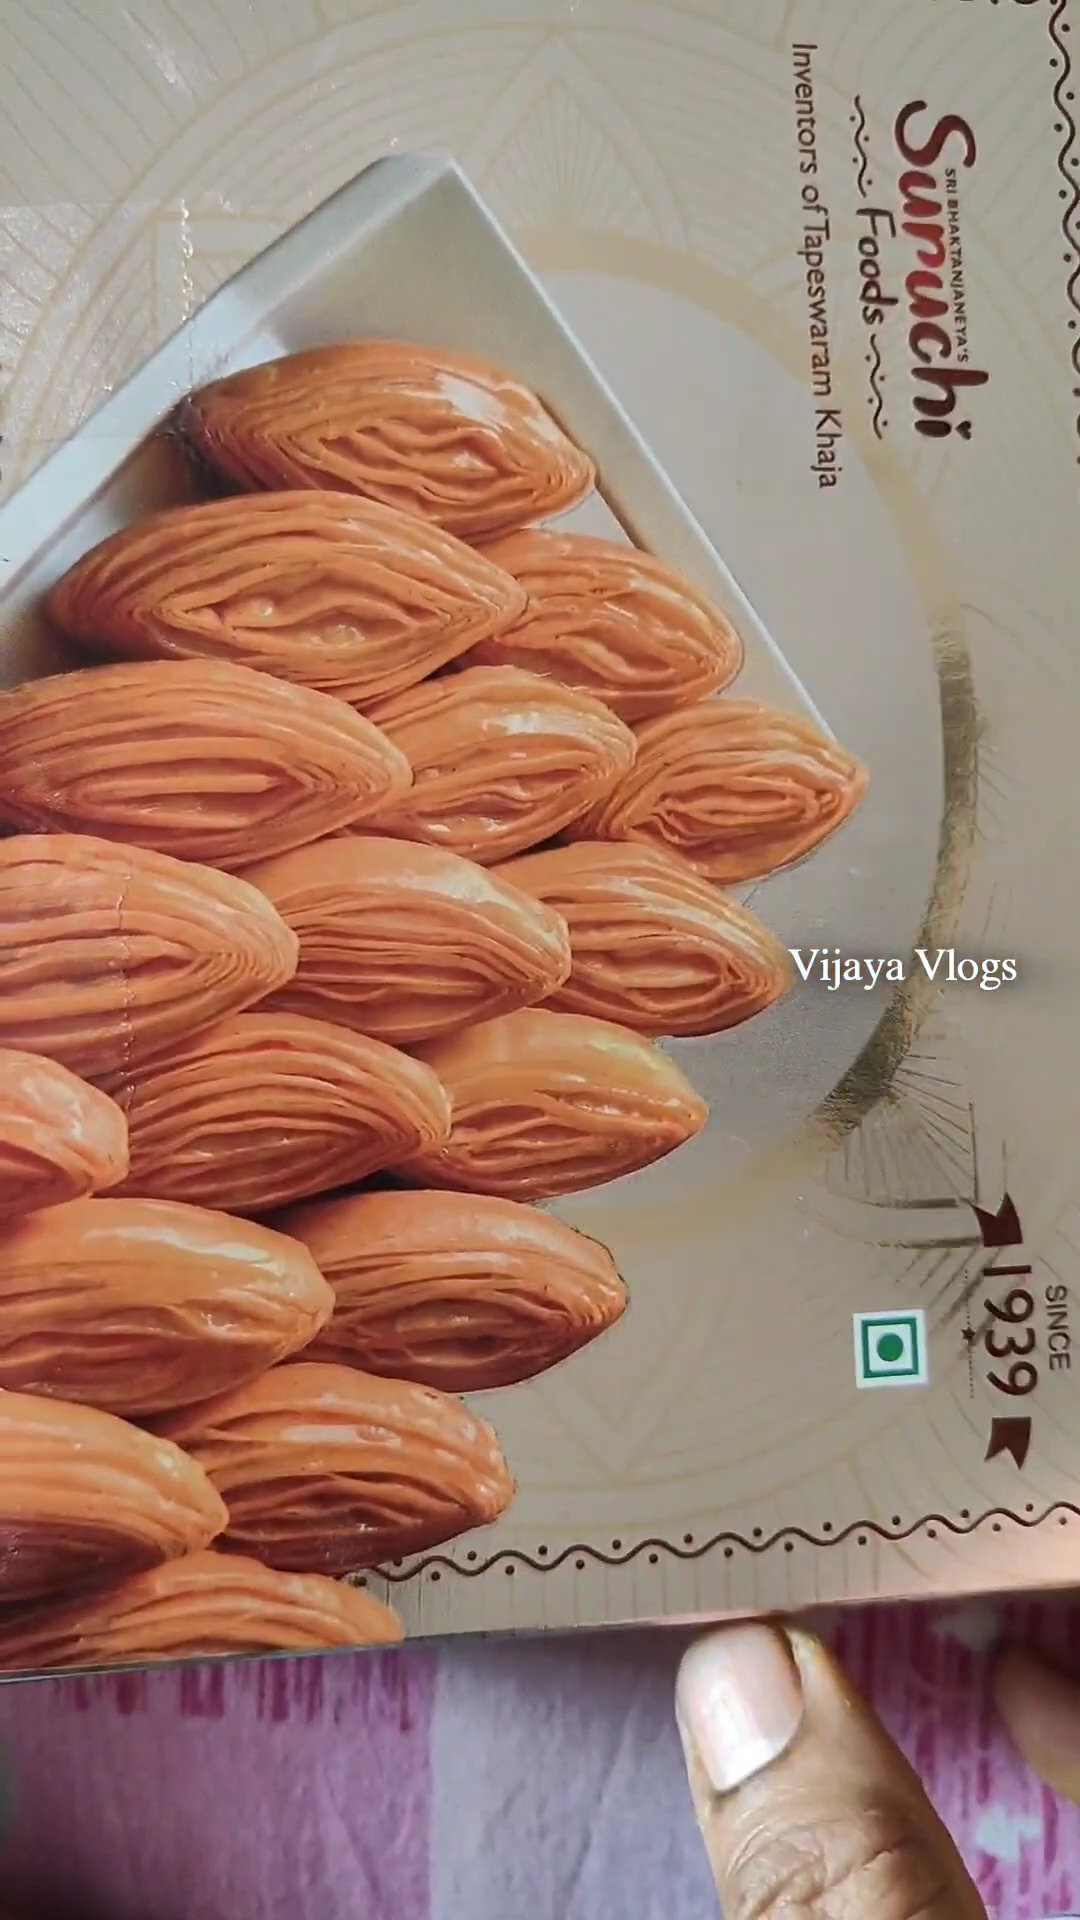 SRI BHAKTANJANEYA'S
Suruchi
Foods
Inventors of Tapeswaram Khaja
SINCE
1939
Vijaya Vlogs